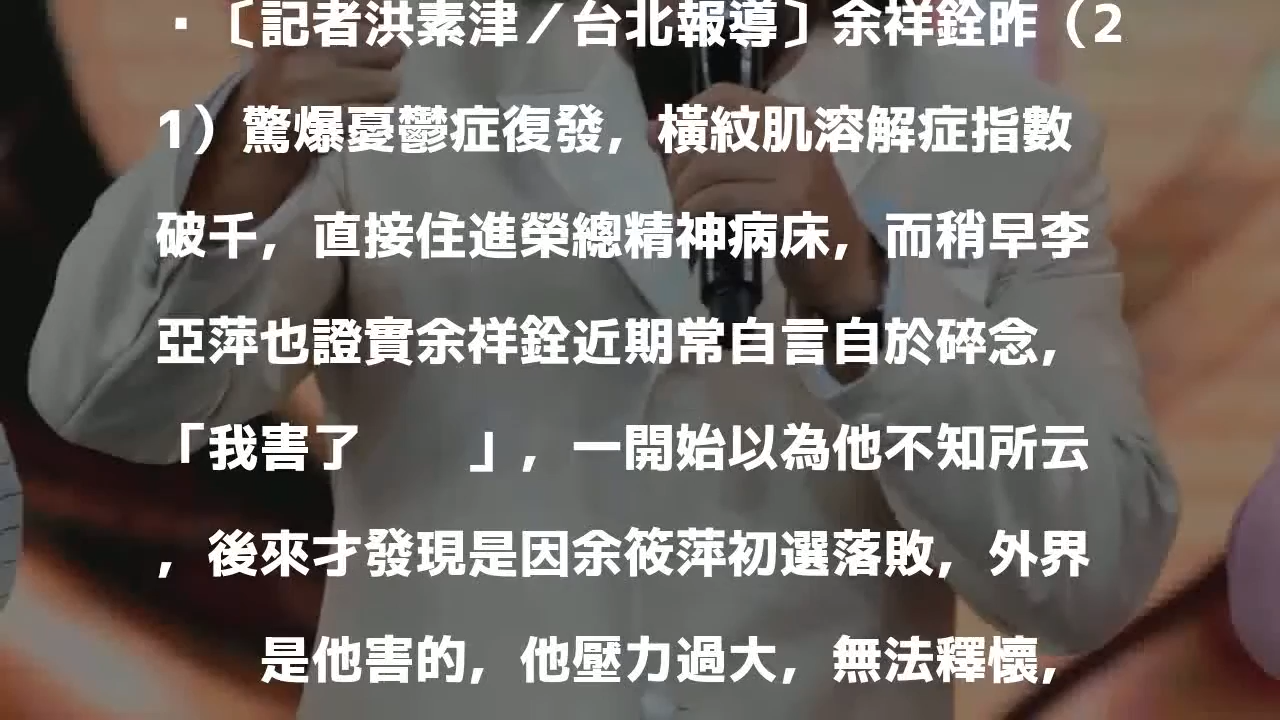 ・〔記者洪素津／台北報導〕余祥銓昨（2
1）驚爆憂鬱症復發，橫紋肌溶解症指數
破千，直接住進榮總精神病床，而稍早李
亞萍也證實余祥銓近期常自言自於碎念，
「我害了　　」，一開始以為他不知所云
，後來才發現是因余筱萍初選落敗，外界
是他害的，他壓力過大，無法釋懷，